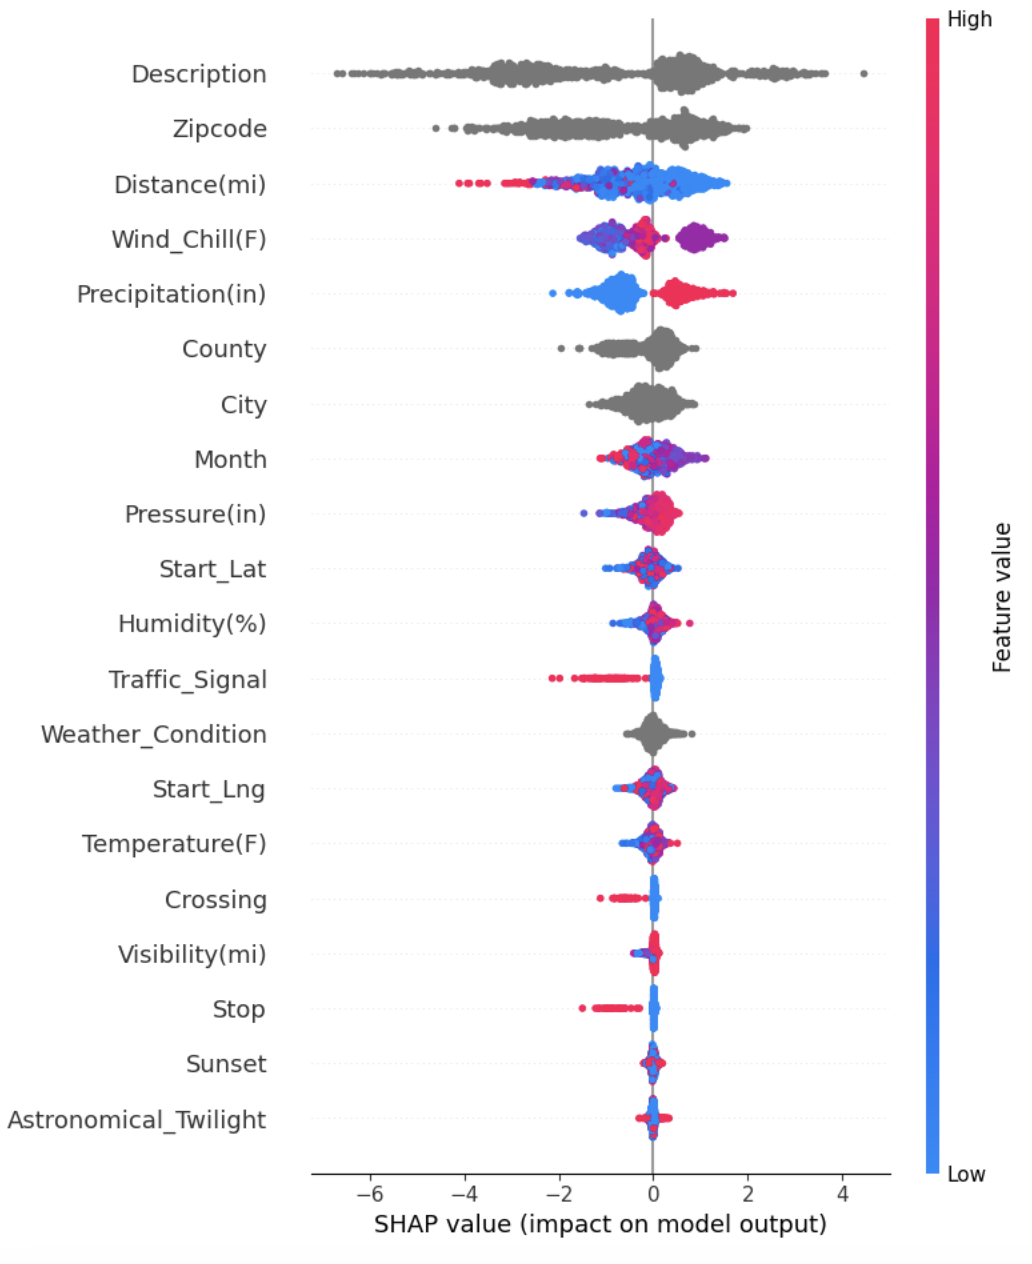 High
Description
Zipcode
Distance(mi)
Wind_Chill(F)
Precipitation(in)
County
City
Month
Pressure(in)
Start_Lat
Humidity(%)
Traffic_Signal
Weather_Condition
Start_Lng
Temperature(F)
Crossing
Visibility(mi)
Stop
Sunset
Astronomical_Twilight
Feature value
Low
−6 −4 −2 0 2 4
SHAP value (impact on model output)